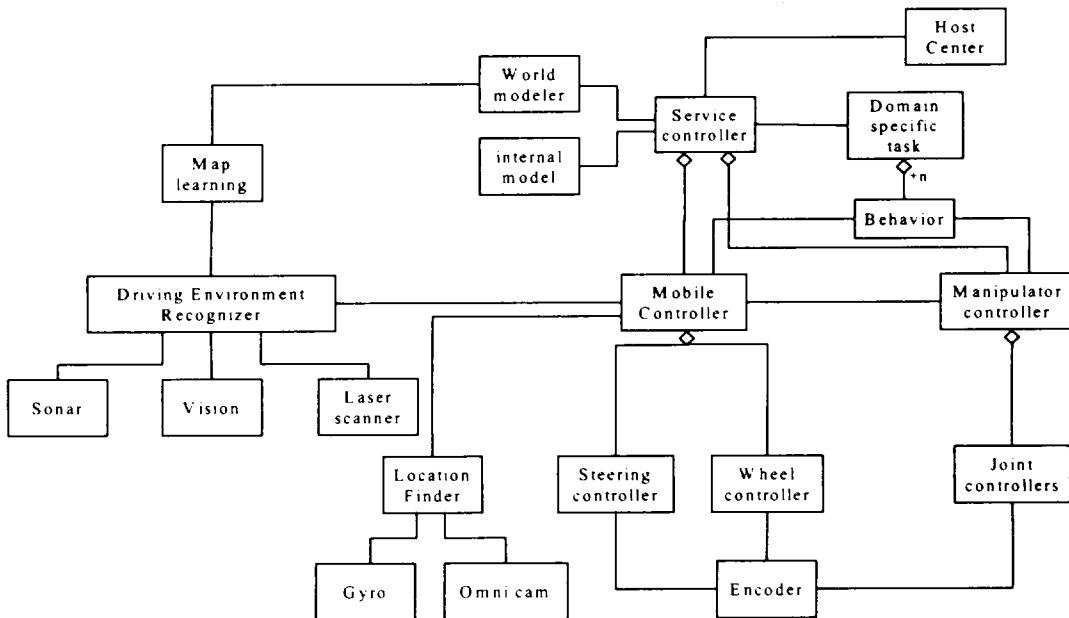 Host
Center
World
modeler
Service
controller
Domain
specific
task
internal
model
Map
learning
+n
Behavior
Driving Environment
Recognizer
Mobile
Controller
Manipulator
controller
Sonar
Vision
Laser
scanner
Location
Finder
Steering
controller
Wheel
controller
Joint
controllers
Gyro
Omni cam
Encoder